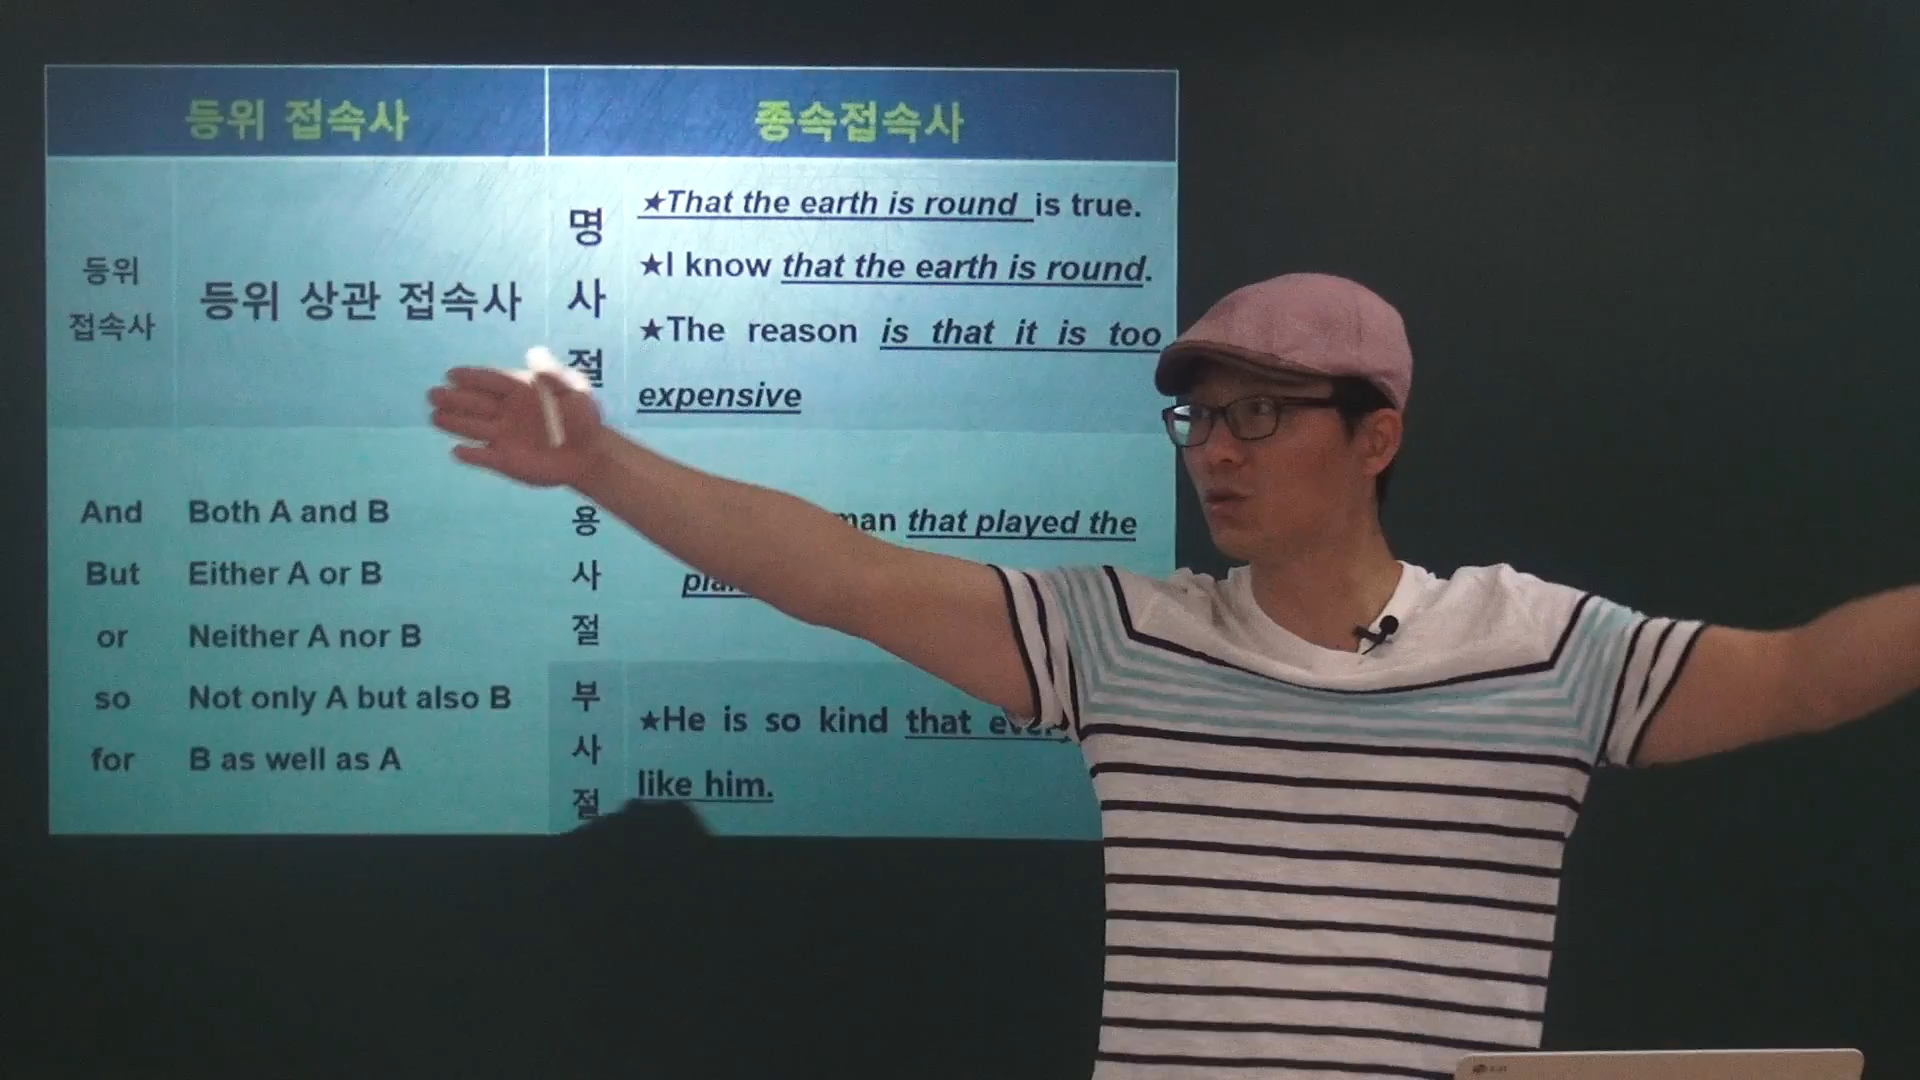 등위 접속사
종속접속사
등위
접속사
등위 상관 접속사
명
사
절
★That the earth is round is true.
★I know that the earth is round.
★The reason is that it is too
expensive
And
But
or
so
for
Both A and B
Either A or B
Neither A nor B
Not only A but also B
B as well as A
용
사
절
man that played the
부
사
절
★He is so kind that
like him.